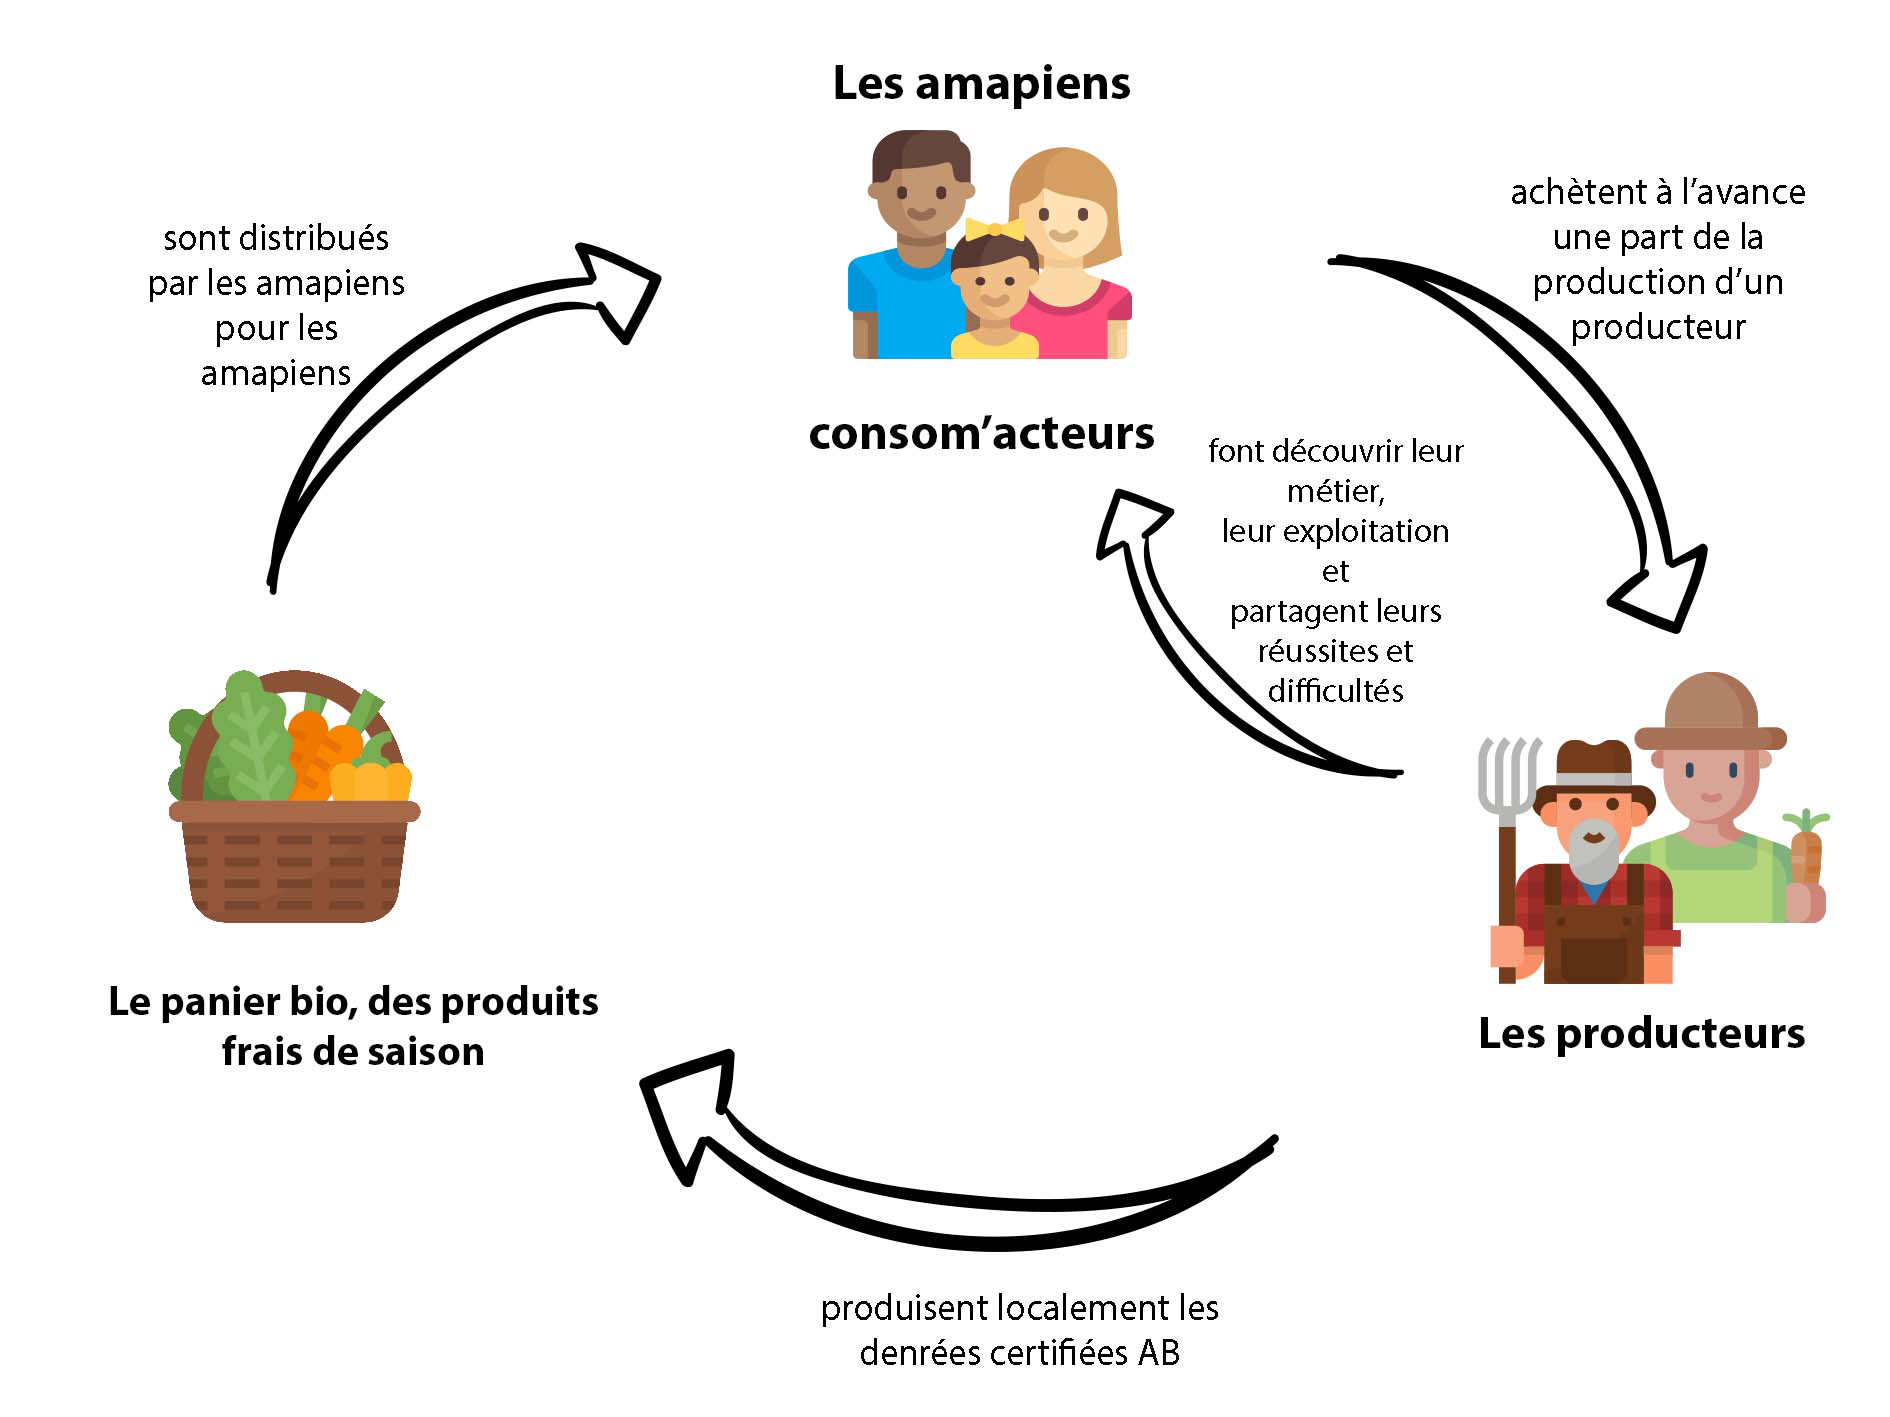 Les amapiens
consom'acteurs
achètent à l'avance
une part de la
production d'un
producteur
font découvrir leur
métier,
leur exploitation
et
partagent leurs
réussites et
difficultés
Les producteurs
produisent localement les
denrées certifiées AB
Le panier bio, des produits
frais de saison
sont distribués
par les amapiens
pour les
amapiens